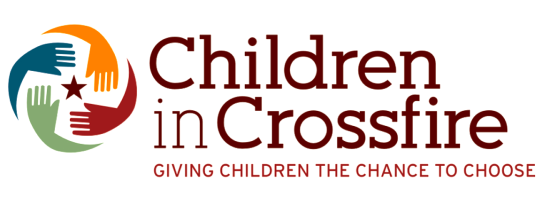 Children
in Crossfire
GIVING CHILDREN THE CHANCE TO CHOOSE